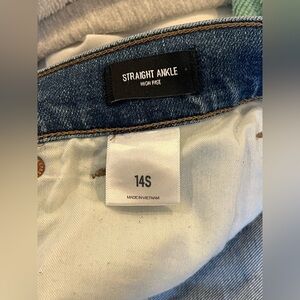 STRAIGHT ANKLE
HIGH RISE
14S
MADE IN VIETNAM